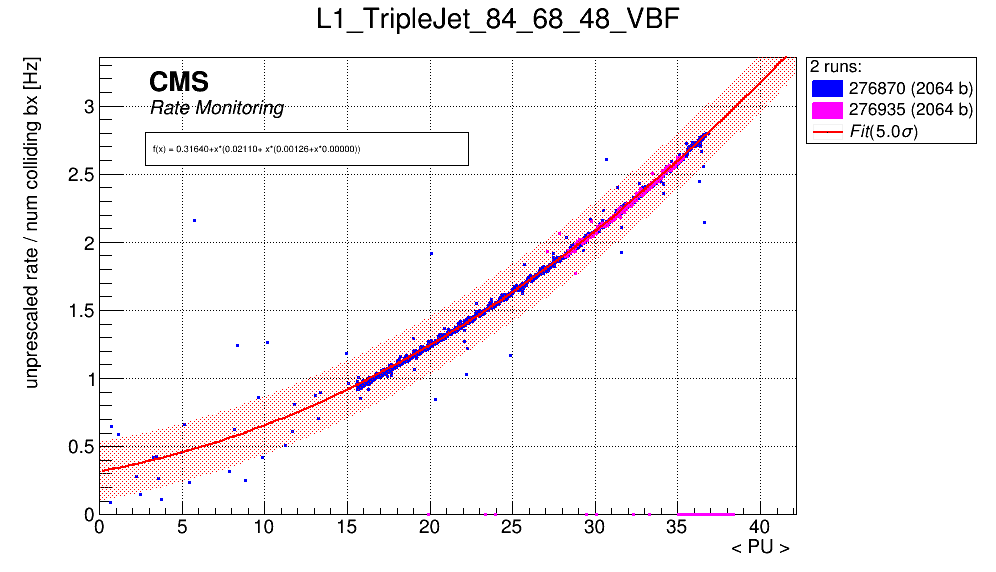 L1_TripleJet_84_68_48_VBF
unprescaled rate / num colliding bx [Hz]
CMS
Rate Monitoring
f(x) = 0.31640+x*(0.02110+ x*(0.00126+x*0.00000))
2 runs:
276870 (2064 b)
276935 (2064 b)
Fit(5.0σ)
3
2.5
2
1.5
1
0.5
0
0 5 10 15 20 25 30 35 40
< PU >